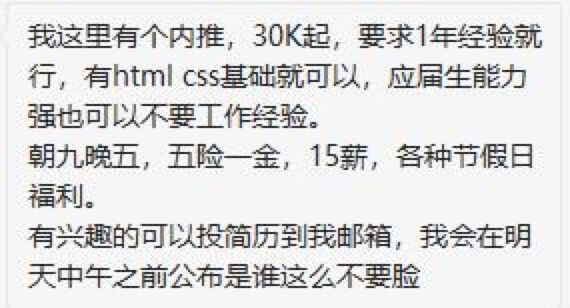 我这里有个内推，30K起，要求1年经验就
行，有html css基础就可以，应届生能力
强也可以不要工作经验。
朝九晚五，五险一金，15薪，各种节假日
福利。
有兴趣的可以投简历到我邮箱，我会在明
天中午之前公布是谁这么不要脸